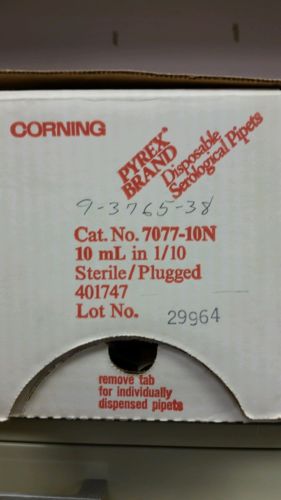 CORNING
PYREX®
BRAND
Disposable
Serological Pipets
9-3765-38
Cat. No. 7077-10N
10 mL in 1/10
Sterile/Plugged
401747
Lot No. 29964
remove tab
for individually
dispensed pipets